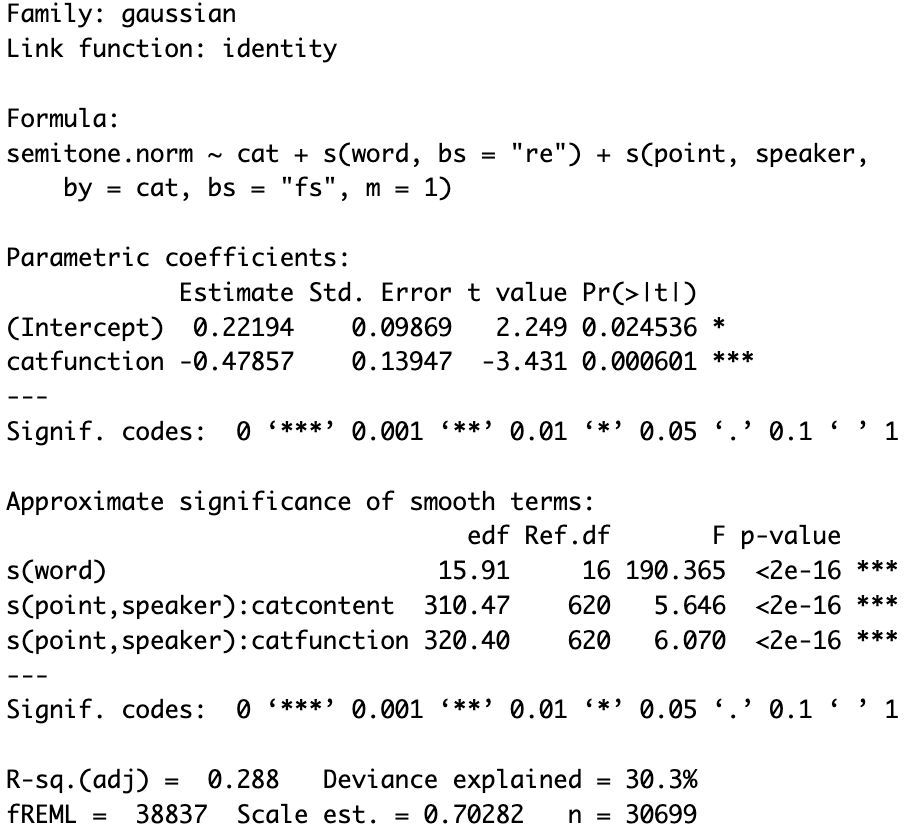 Family: gaussian
Link function: identity

Formula:
semitone.norm ~ cat + s(word, bs = "re") + s(point, speaker,
    by = cat, bs = "fs", m = 1)

Parametric coefficients:
            Estimate Std. Error t value Pr(>|t|)
(Intercept)  0.22194    0.09869   2.249 0.024536 *
catfunction -0.47857    0.13947  -3.431 0.000601 ***
---
Signif. codes:  0 ‘***’ 0.001 ‘**’ 0.01 ‘*’ 0.05 ‘.’ 0.1 ‘ ’ 1

Approximate significance of smooth terms:
                                edf Ref.df       F p-value
s(word)                       15.91     16 190.365  <2e-16 ***
s(point,speaker):catcontent  310.47    620   5.646  <2e-16 ***
s(point,speaker):catfunction 320.40    620   6.070  <2e-16 ***
---
Signif. codes:  0 ‘***’ 0.001 ‘**’ 0.01 ‘*’ 0.05 ‘.’ 0.1 ‘ ’ 1

R-sq.(adj) =  0.288   Deviance explained = 30.3%
fREML =  38837  Scale est. = 0.70282   n = 30699